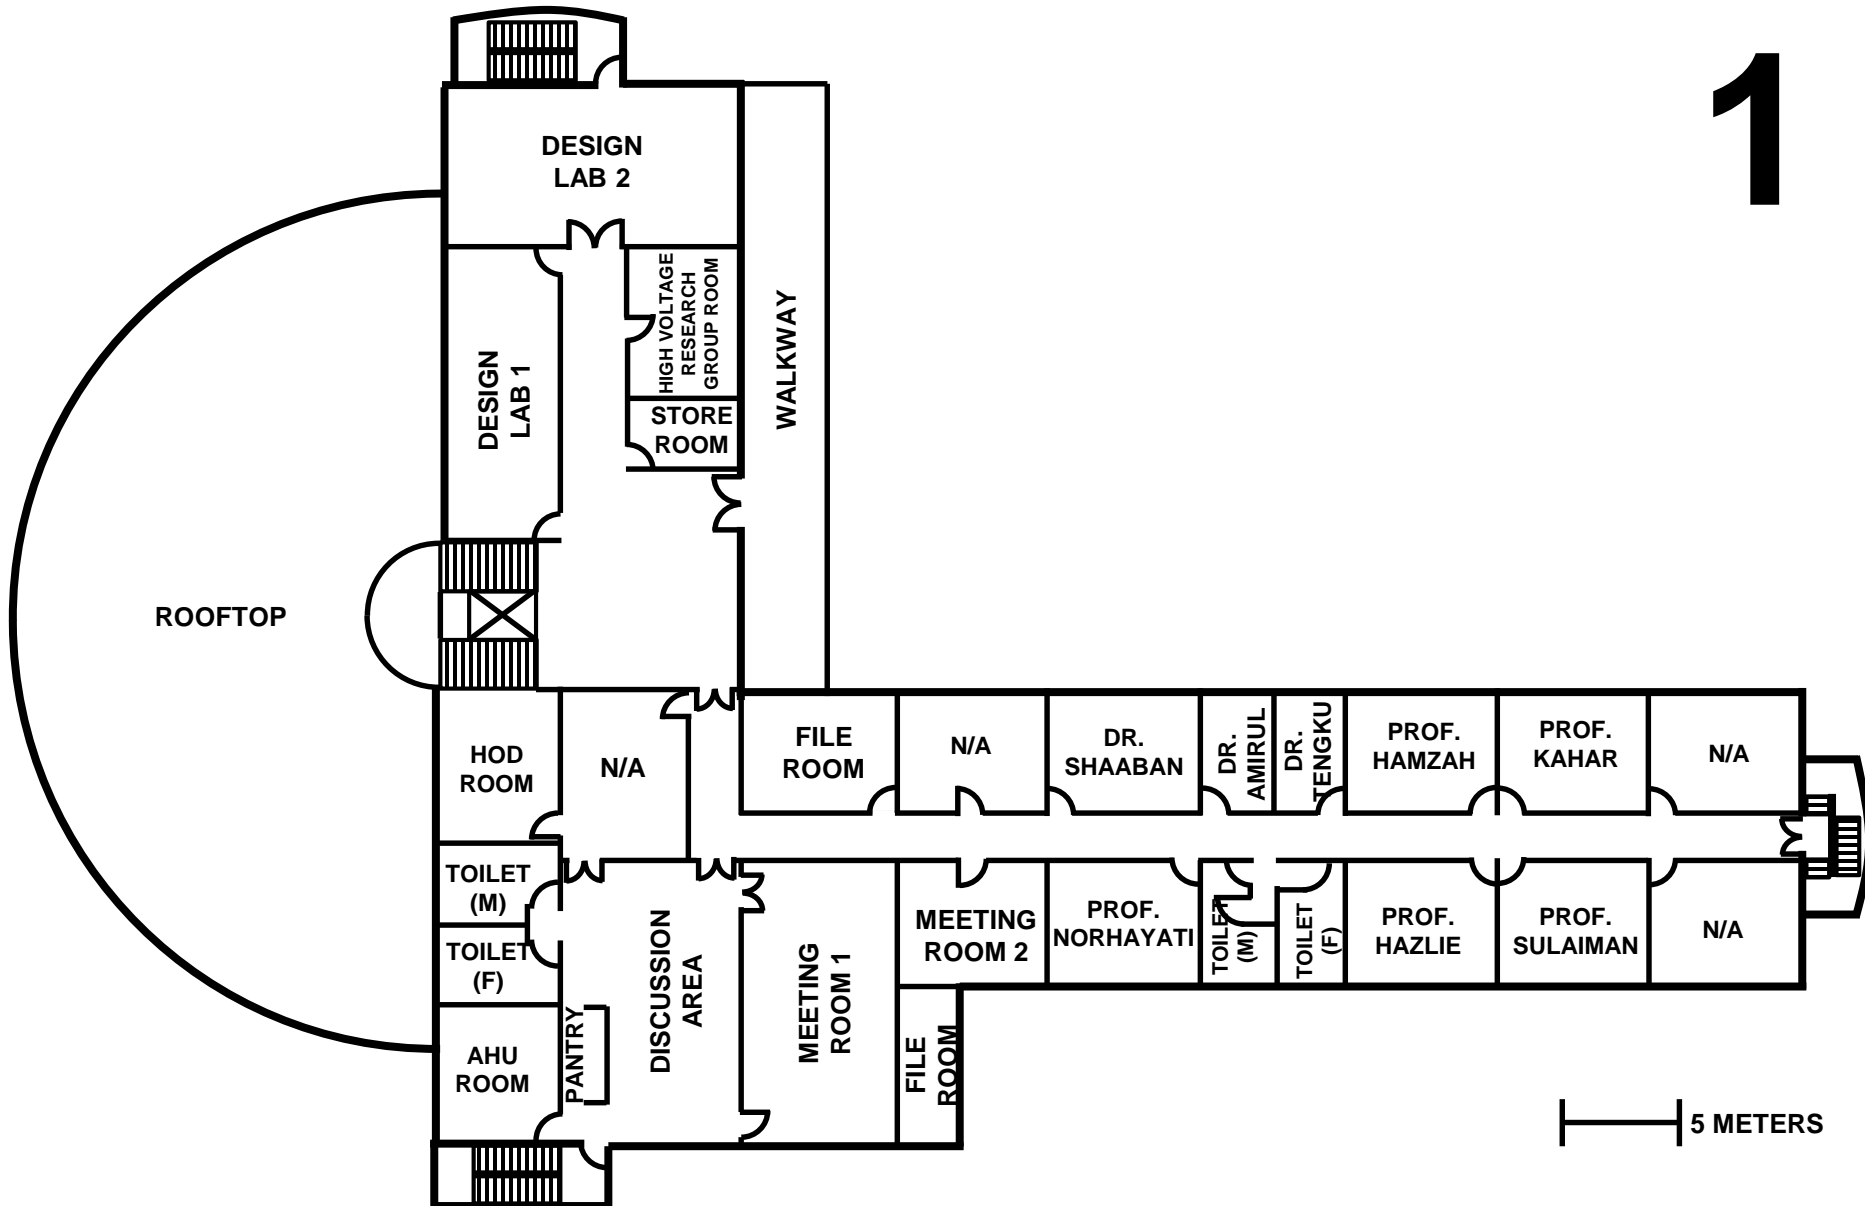 1
DESIGN
LAB 2
HIGH VOLTAGE
RESEARCH
GROUP ROOM
DESIGN
LAB 1
STORE
ROOM
WALKWAY
ROOFTOP
HOD
ROOM
N/A
FILE
ROOM
N/A
DR.
SHAABAN
DR.
AMIRUL
DR.
TENGKU
PROF.
HAMZAH
PROF.
KAHAR
N/A
TOILET
(M)
TOILET
(F)
AHU
ROOM
PANTRY
DISCUSSION
AREA
MEETING
ROOM 1
MEETING
ROOM 2
FILE
ROOM
PROF.
NORHAYATI
TOILET
(M)
TOILET
(F)
PROF.
HAZLIE
PROF.
SULAIMAN
N/A
5 METERS